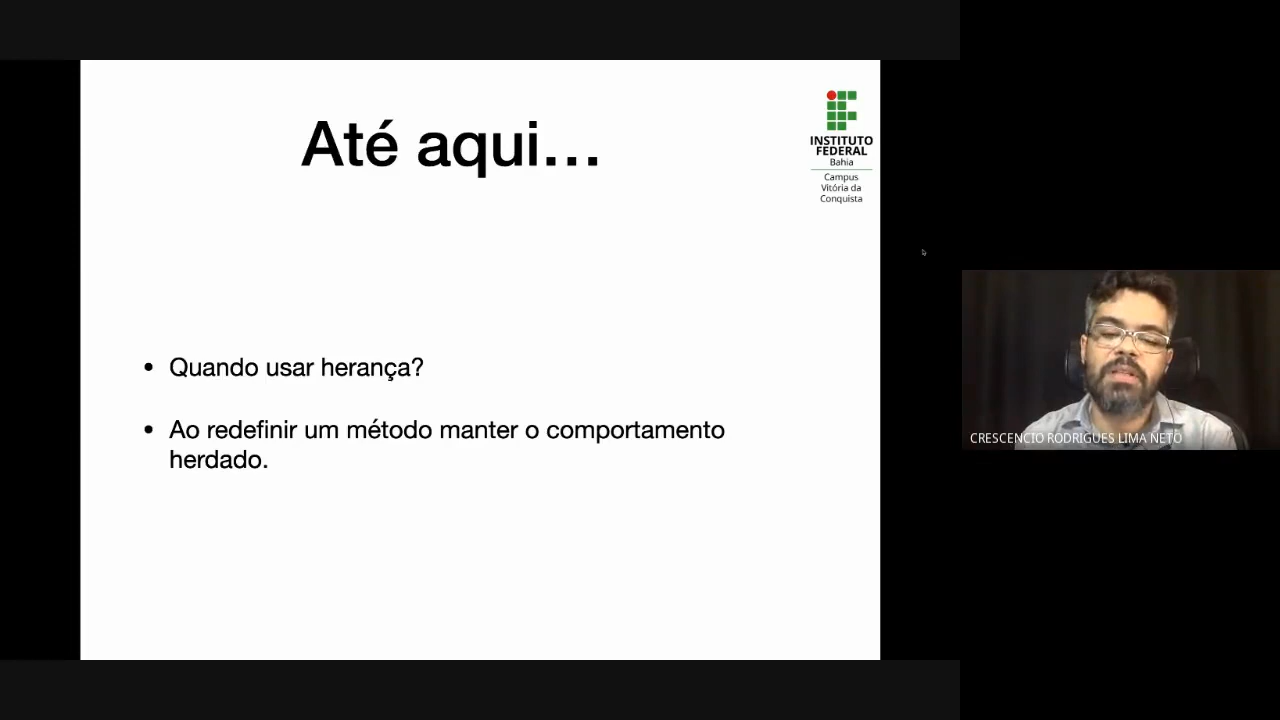 Até aqui...
INSTITUTO
FEDERAL
Bahia
Campus
Vitória da
Conquista
• Quando usar herança?
• Ao redefinir um método manter o comportamento
herdado.
CRESCENCIO RODRIGUES LIMA NETO